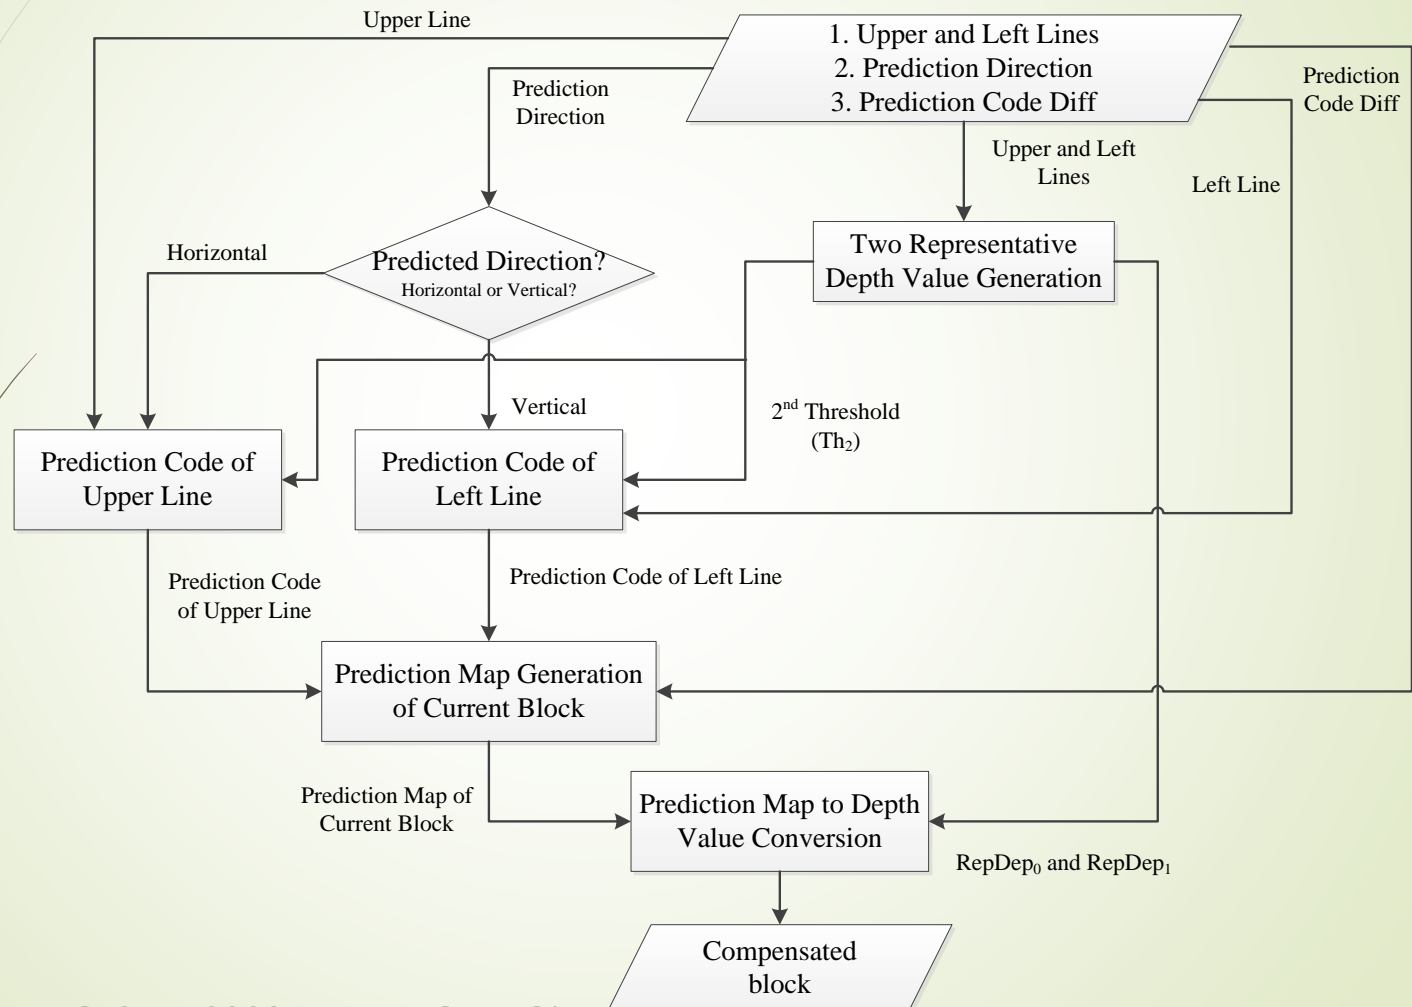 Upper Line
1. Upper and Left Lines
2. Prediction Direction
3. Prediction Code Diff
Prediction
Direction
Prediction
Code Diff
Upper and Left
Lines
Left Line
Horizontal
Predicted Direction?
Horizontal or Vertical?
Two Representative
Depth Value Generation
Vertical
2nd Threshold
(Th2)
Prediction Code of
Upper Line
Prediction Code of
Left Line
Prediction Code
of Upper Line
Prediction Code of Left Line
Prediction Map Generation
of Current Block
Prediction Map of
Current Block
Prediction Map to Depth
Value Conversion
RepDep0 and RepDep1
Compensated
block